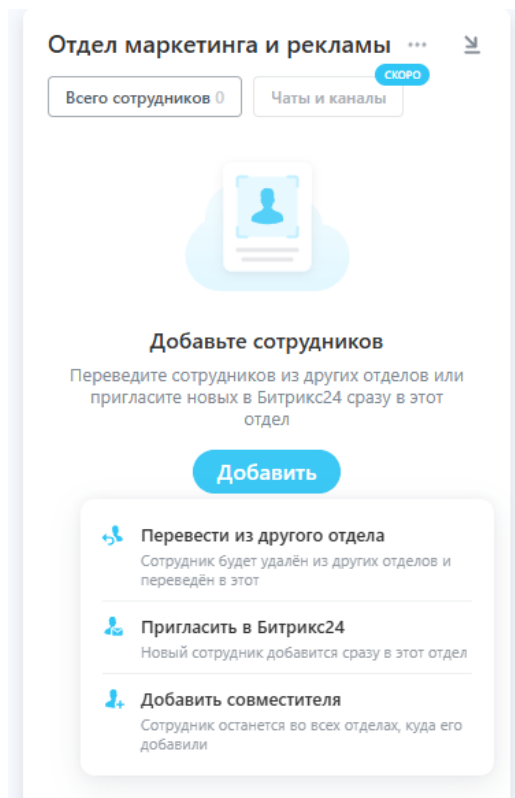 Отдел маркетинга и рекламы ...
СКОРО
Всего сотрудников 0
Чаты и каналы
Добавьте сотрудников
Переведите сотрудников из других отделов или
пригласите новых в Битрикс24 сразу в этот
отдел
Добавить
Перевести из другого отдела
Сотрудник будет удалён из других отделов и
переведён в этот
Пригласить в Битрикс24
Новый сотрудник добавится сразу в этот отдел
Добавить совместителя
Сотрудник останется во всех отделах, куда его
добавили